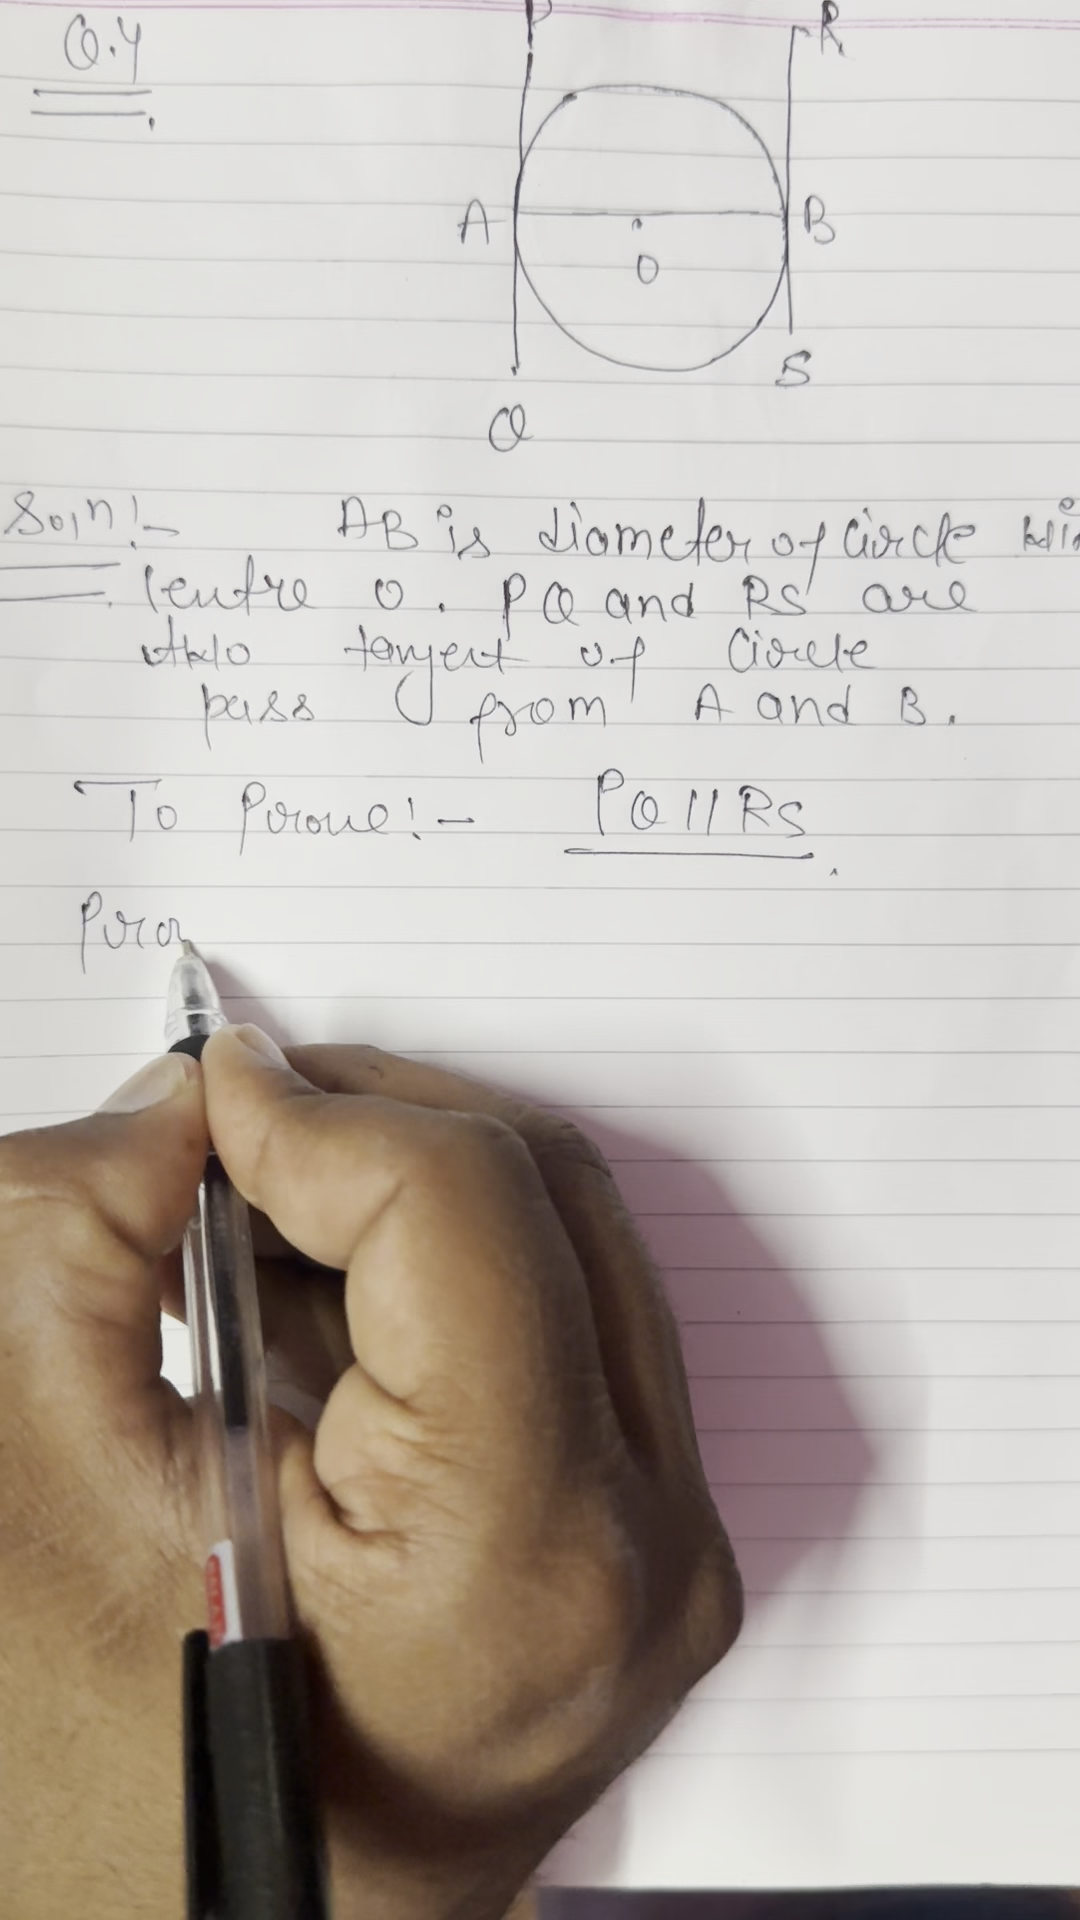 Q.4
P
R
A
B
O
S
Q
Soln!-
AB is diameter of circle
centre O. PQ and RS are
Also tangent of circle
pass from A and B.
To Prove!- PQ || RS.
Proo